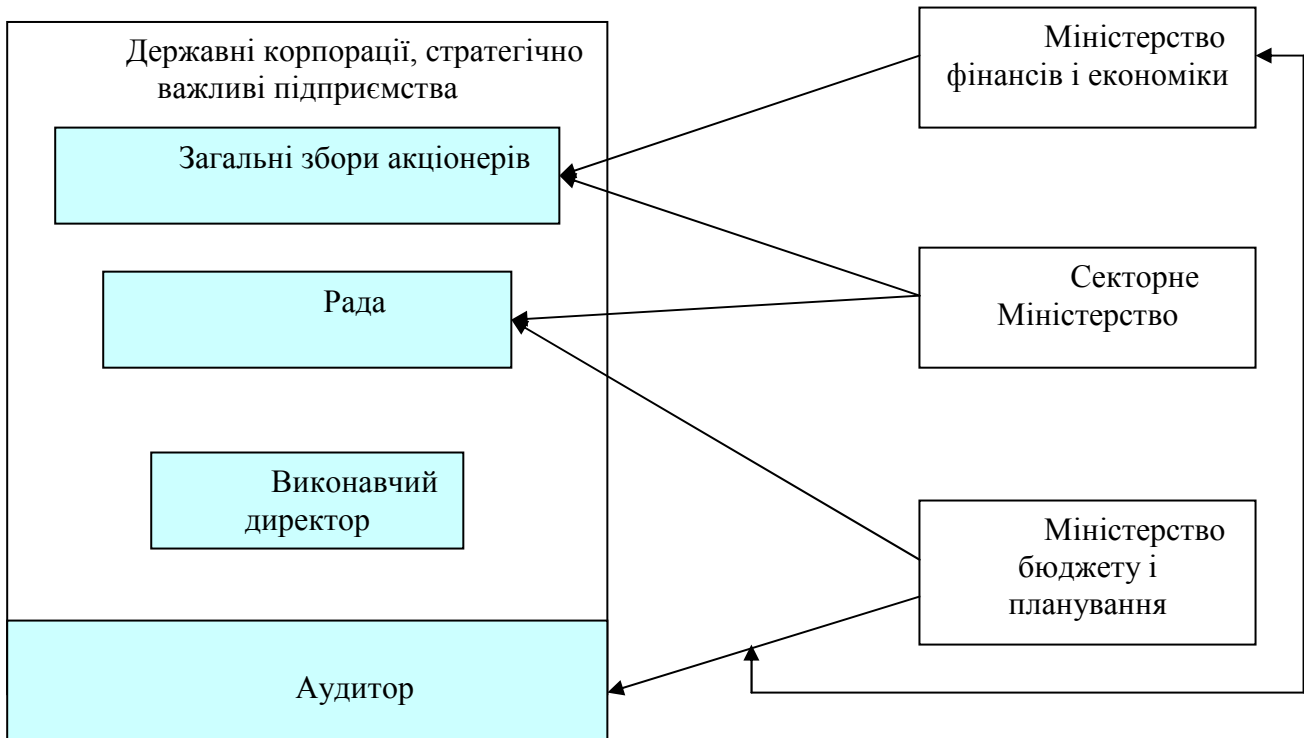 Державні корпорації, стратегічно
важливі підприємства
Загальні збори акціонерів
Рада
Виконавчий
директор
Аудитор
Міністерство
фінансів і економіки
Секторне
Міністерство
Міністерство
бюджету і
планування